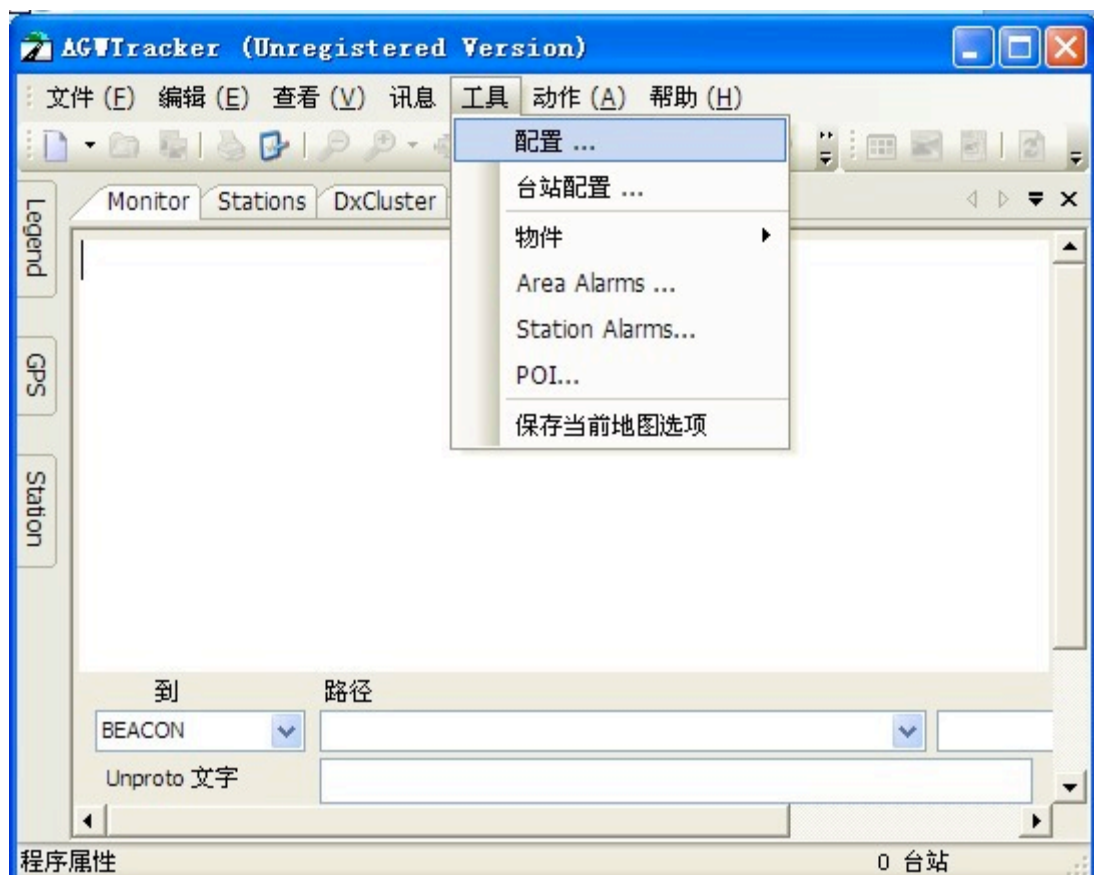 AGWTracker (Unregistered Version)
文件(F) 编辑(E) 查看(V) 讯息 工具 动作(A) 帮助(H)
配置 ...
台站配置 ...
物件
Area Alarms ...
Station Alarms...
POI...
保存当前地图选项
Monitor Stations DxCluster
Legend
GPS
Station
到 路径
BEACON
Unproto 文字
程序属性 0 台站